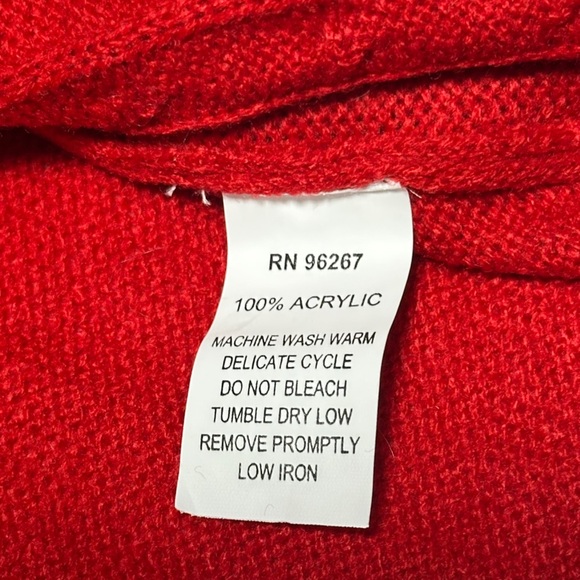 RN 96267
100% ACRYLIC
MACHINE WASH WARM
DELICATE CYCLE
DO NOT BLEACH
TUMBLE DRY LOW
REMOVE PROMPTLY
LOW IRON